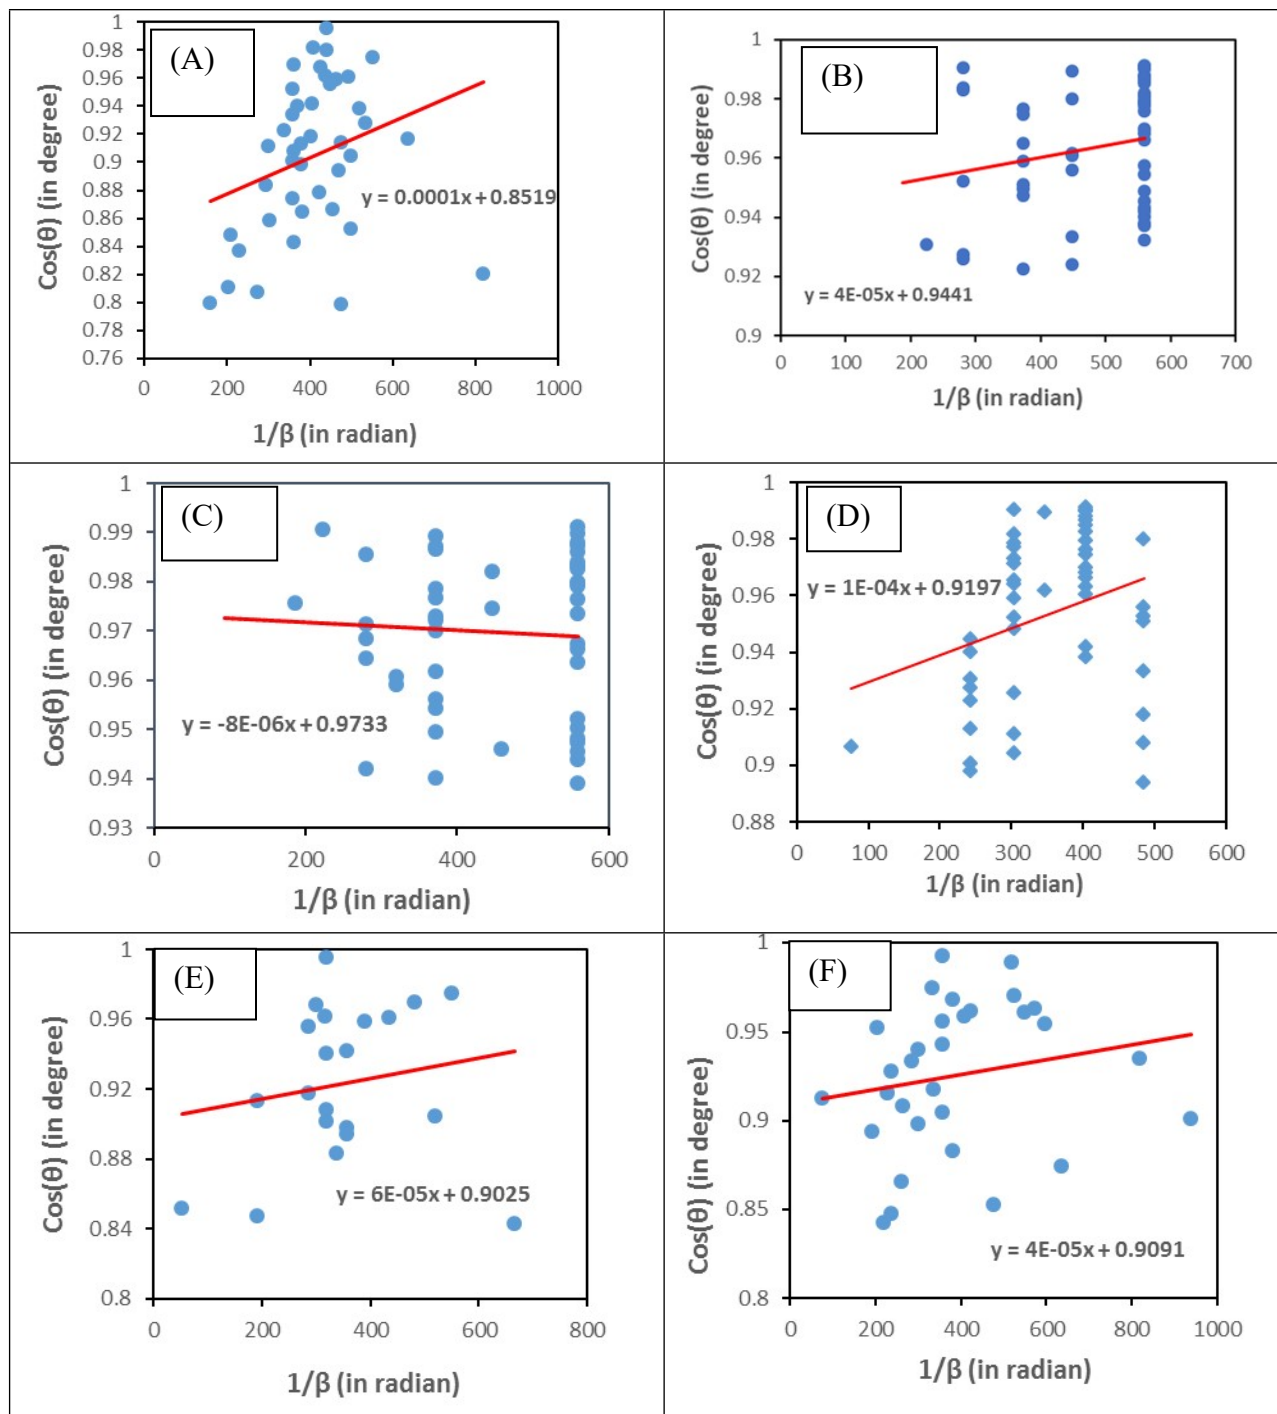 (A)
1
0.98
0.96
0.94
0.92
0.9
0.88
0.86
0.84
0.82
0.8
0.78
0.76
Cos(θ) (in degree)
y = 0.0001x + 0.8519
0 200 400 600 800 1000
1/β (in radian)
(B)
1
0.98
0.96
0.94
0.92
0.9
Cos(θ) (in degree)
y = 4E-05x + 0.9441
0 100 200 300 400 500 600 700
1/β (in radian)
(C)
1
0.99
0.98
0.97
0.96
0.95
0.94
0.93
Cos(θ) (in degree)
y = -8E-06x + 0.9733
0 200 400 600
1/β (in radian)
(D)
1
0.98
0.96
0.94
0.92
0.9
0.88
Cos(θ) (in degree)
y = 1E-04x + 0.9197
0 100 200 300 400 500 600
1/β (in radian)
(E)
1
0.96
0.92
0.88
0.84
0.8
Cos(θ) (in degree)
y = 6E-05x + 0.9025
0 200 400 600 800
1/β (in radian)
(F)
1
0.95
0.9
0.85
0.8
Cos(θ) (in degree)
y = 4E-05x + 0.9091
0 200 400 600 800 1000
1/β (in radian)